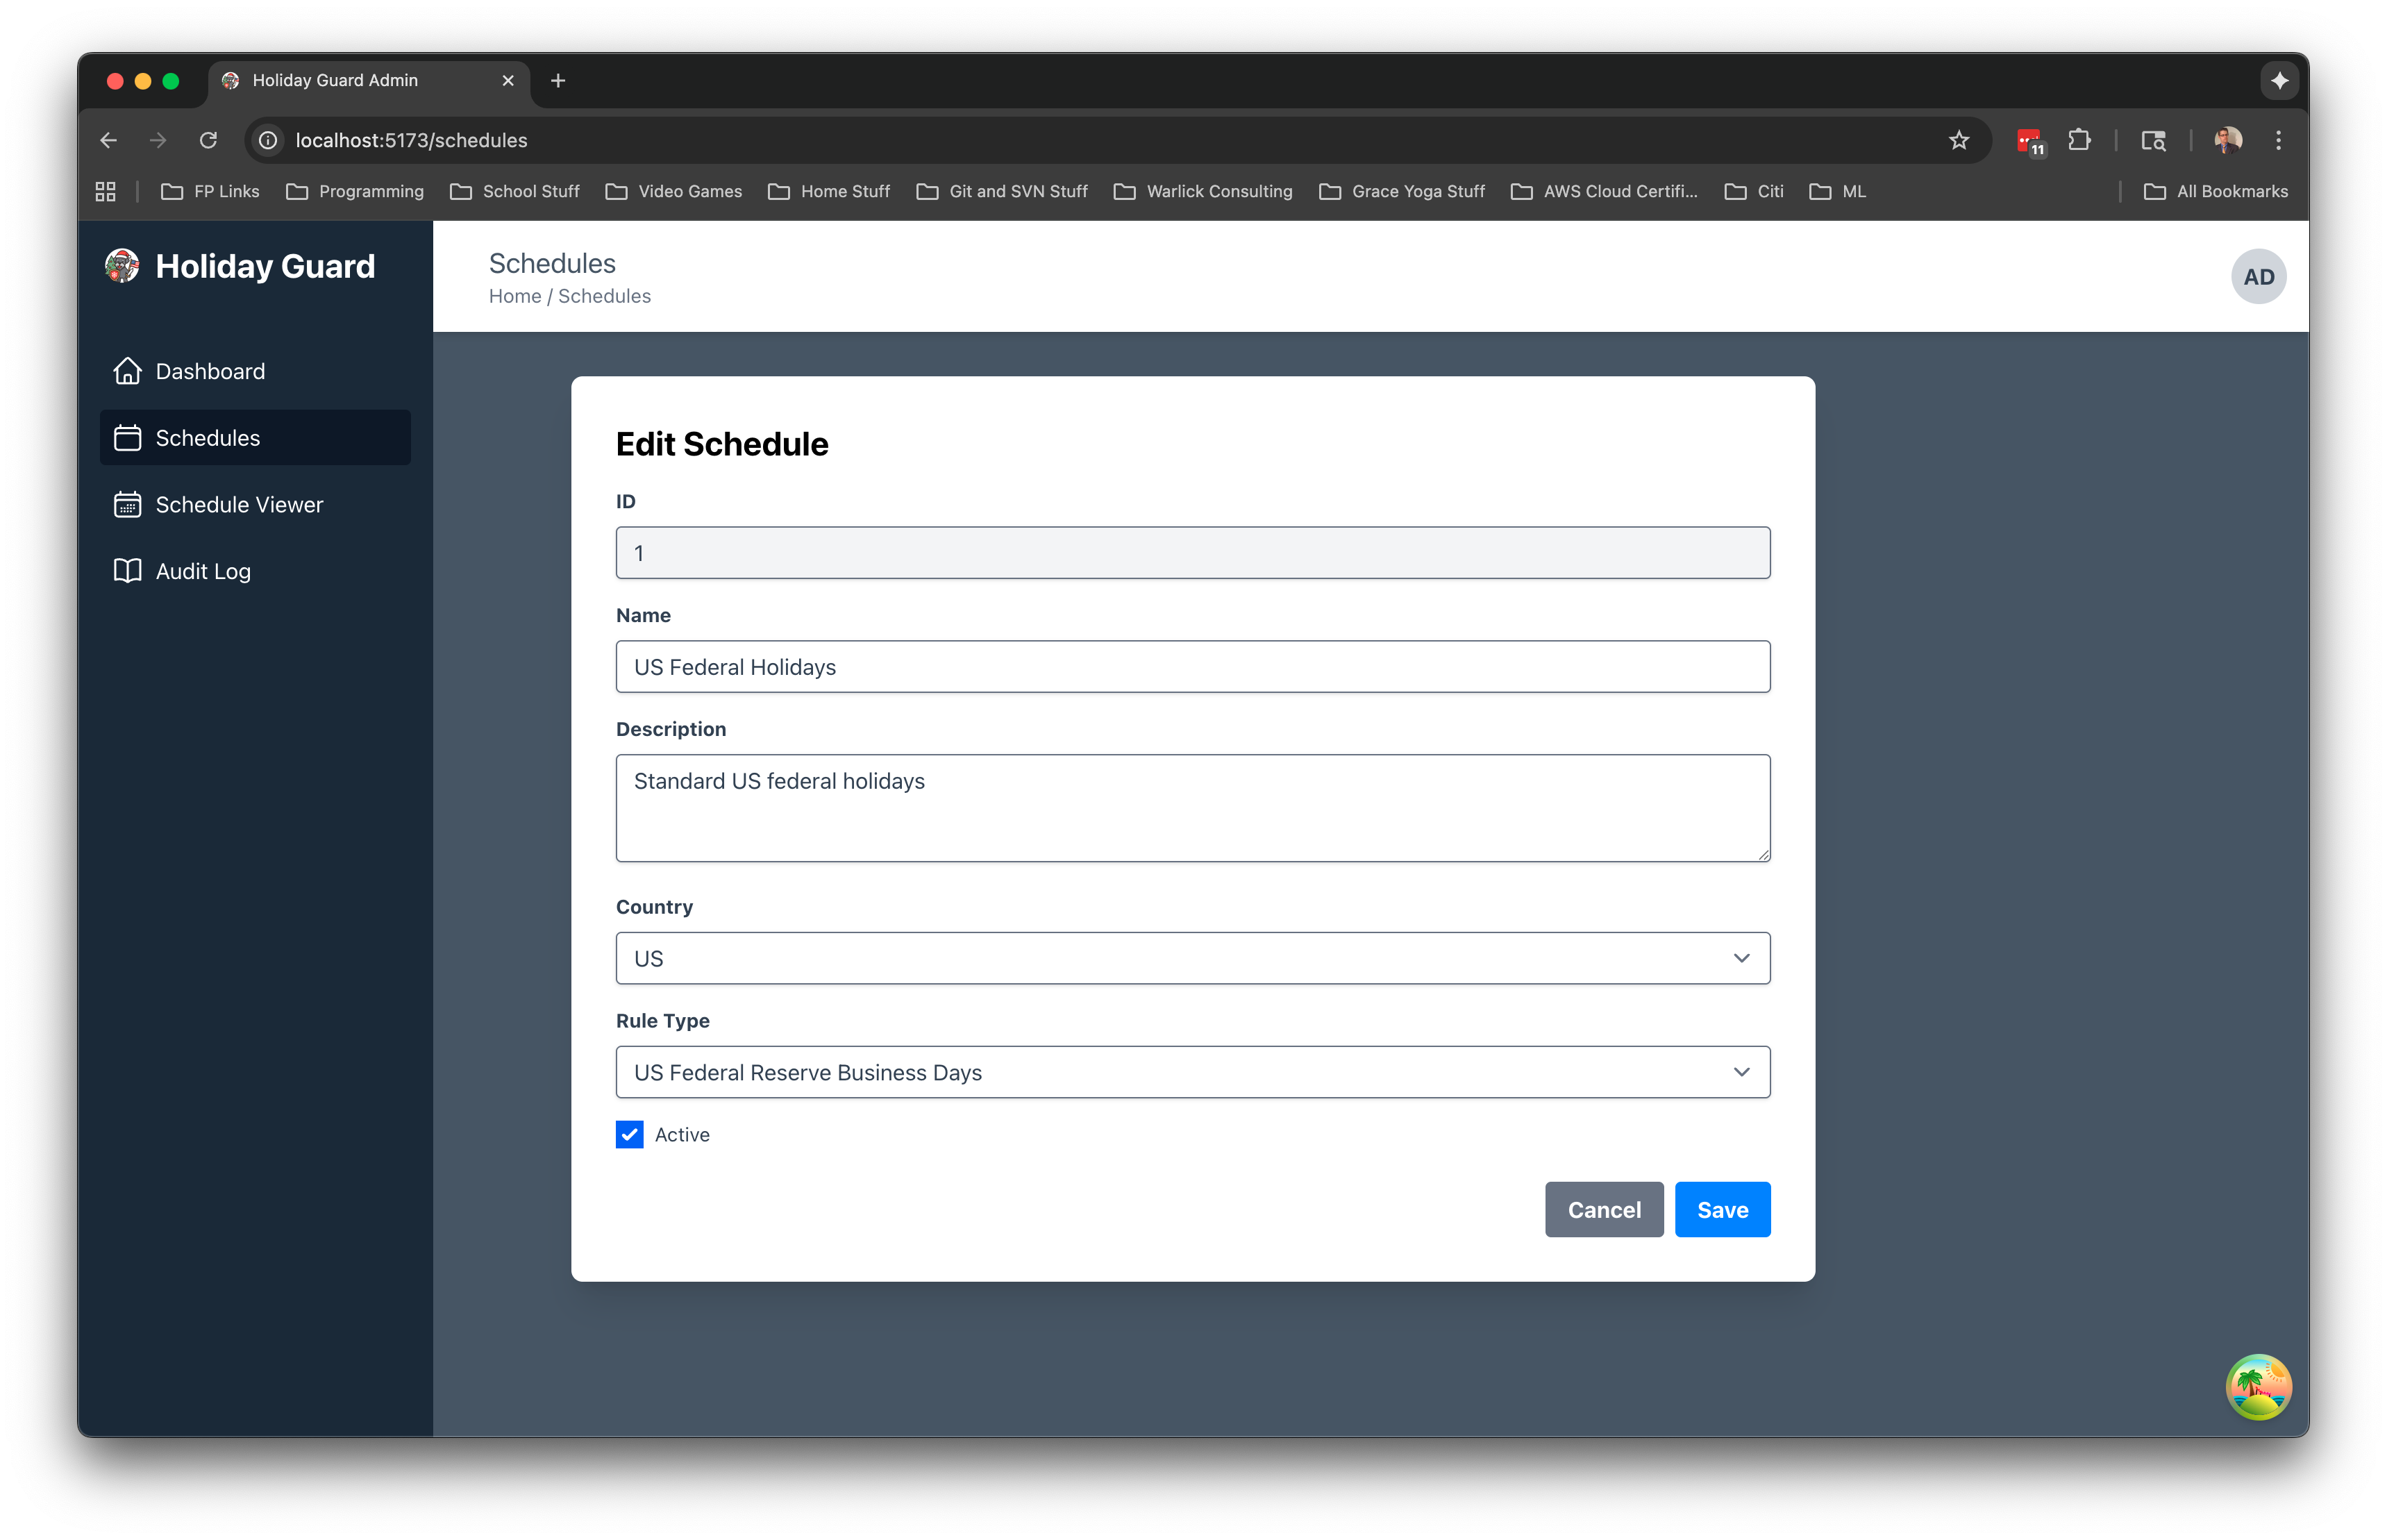 Holiday Guard Admin
localhost:5173/schedules
11
FP Links
Programming
School Stuff
Video Games
Home Stuff
Git and SVN Stuff
Warlick Consulting
Grace Yoga Stuff
AWS Cloud Certifi...
Citi
ML
All Bookmarks
Holiday Guard
Dashboard
Schedules
Schedule Viewer
Audit Log
Schedules
Home / Schedules
AD
Edit Schedule
ID
1
Name
US Federal Holidays
Description
Standard US federal holidays
Country
US
Rule Type
US Federal Reserve Business Days
Active
Cancel
Save